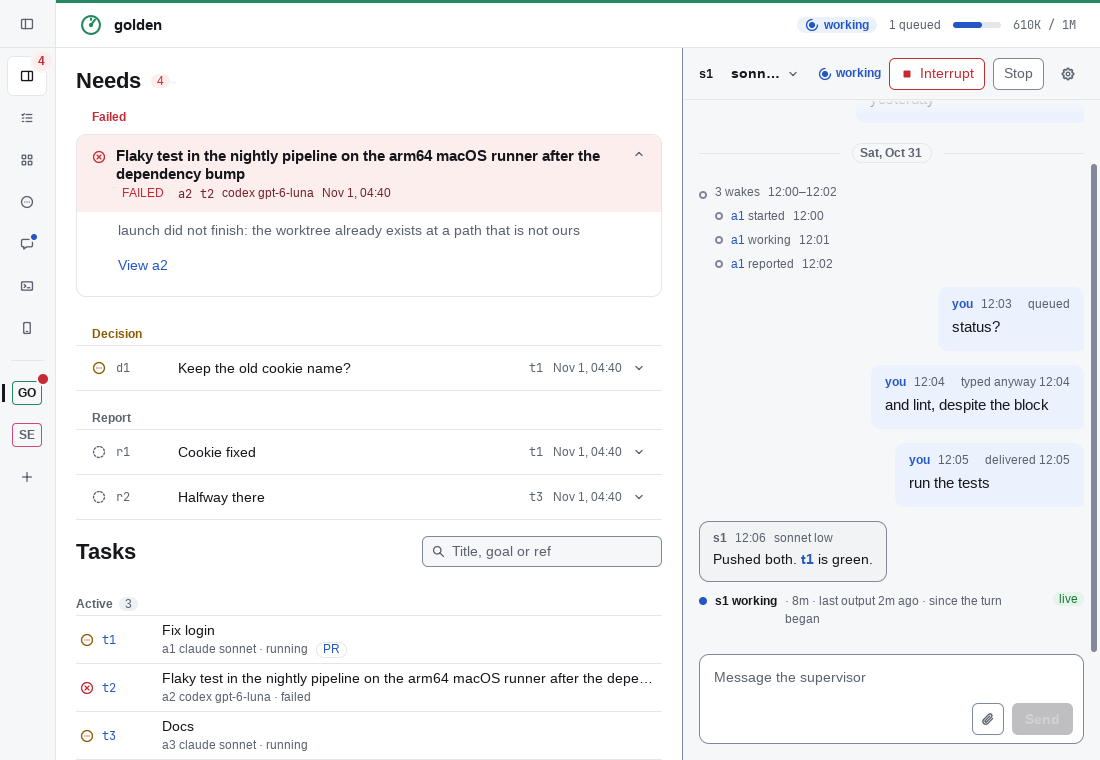 golden
working
1 queued
610K / 1M
4
GO
SE
Needs 4
Failed
Flaky test in the nightly pipeline on the arm64 macOS runner after the
dependency bump
FAILED a2 t2 codex gpt-6-luna Nov 1, 04:40
launch did not finish: the worktree already exists at a path that is not ours
View a2
Decision
d1 Keep the old cookie name? t1 Nov 1, 04:40
Report
r1 Cookie fixed t1 Nov 1, 04:40
r2 Halfway there t3 Nov 1, 04:40
Tasks
Title, goal or ref
Active 3
t1 Fix login
a1 claude sonnet · running PR
t2 Flaky test in the nightly pipeline on the arm64 macOS runner after the depe…
a2 codex gpt-6-luna · failed
t3 Docs
a3 claude sonnet · running
s1 sonn… working Interrupt Stop
yesterday
Sat, Oct 31
3 wakes 12:00–12:02
a1 started 12:00
a1 working 12:01
a1 reported 12:02
you 12:03 queued
status?
you 12:04 typed anyway 12:04
and lint, despite the block
you 12:05 delivered 12:05
run the tests
s1 12:06 sonnet low
Pushed both. t1 is green.
s1 working · 8m · last output 2m ago · since the turn
began
live
Message the supervisor
Send